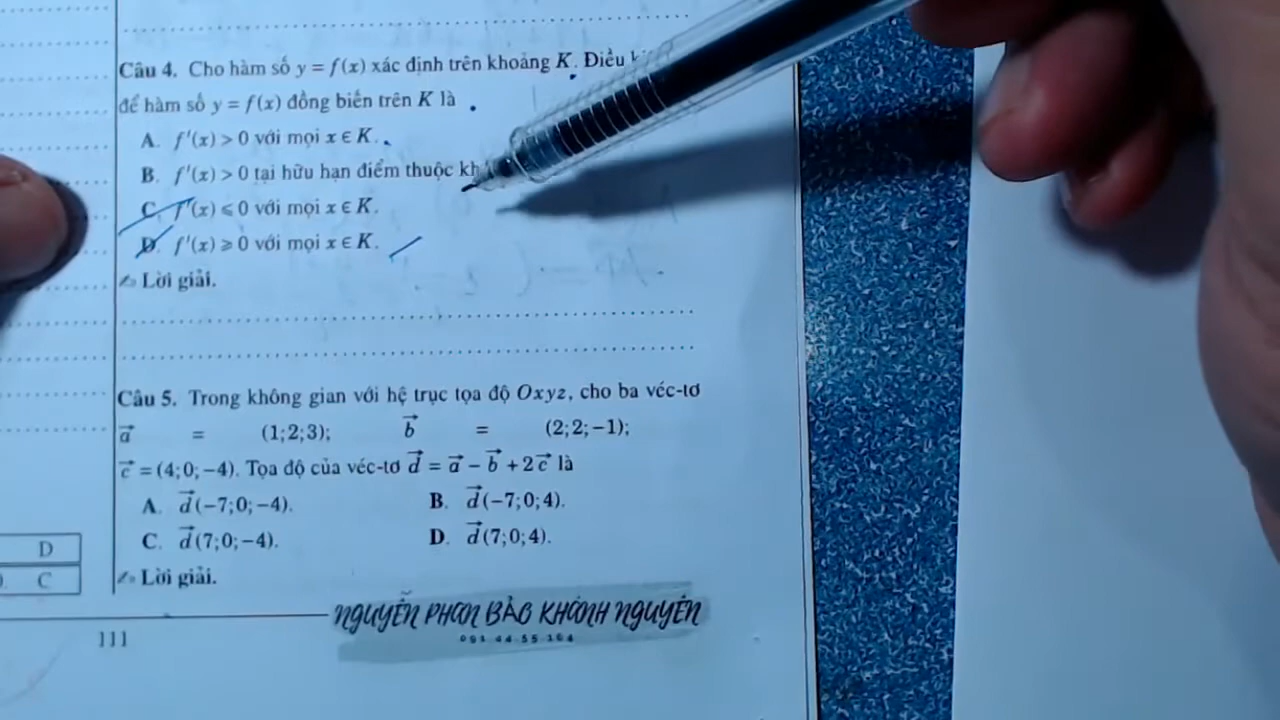 Câu 4. Cho hàm số y = f(x) xác định trên khoảng K. Điều
để hàm số y = f(x) đồng biến trên K là
A. f'(x) > 0 với mọi x ∈ K.
B. f'(x) > 0 tại hữu hạn điểm thuộc
C. f'(x) ⩽ 0 với mọi x ∈ K.
D. f'(x) ⩾ 0 với mọi x ∈ K.
Lời giải.
Câu 5. Trong không gian với hệ trục tọa độ Oxyz, cho ba véc-tơ
a⃗ = (1;2;3); b⃗ = (2;2;−1);
c⃗ = (4;0;−4). Tọa độ của véc-tơ d⃗ = a⃗ − b⃗ + 2c⃗ là
A. d⃗(−7;0;−4). B. d⃗(−7;0;4).
C. d⃗(7;0;−4). D. d⃗(7;0;4).
Lời giải.
D
C
NGUYỄN PHAN BẢO KHÁNH NGUYÊN
091.44.55.164
111